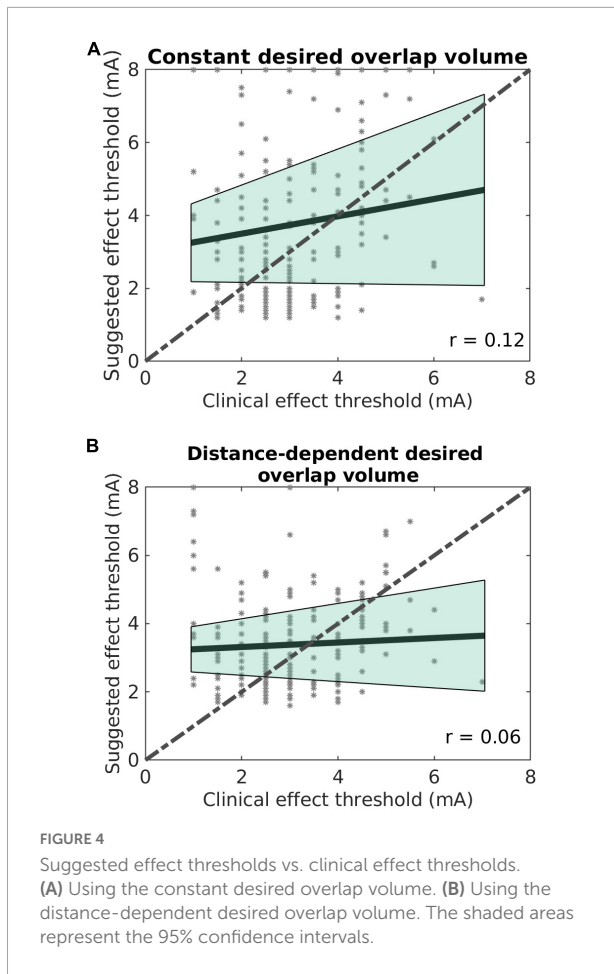 A
Constant desired overlap volume
Suggested effect threshold (mA)
8
6
4
2
0
0 2 4 6 8
r = 0.12
Clinical effect threshold (mA)
B
Distance-dependent desired
overlap volume
Suggested effect threshold (mA)
8
6
4
2
0
0 2 4 6 8
r = 0.06
Clinical effect threshold (mA)
FIGURE 4
Suggested effect thresholds vs. clinical effect thresholds.
(A) Using the constant desired overlap volume. (B) Using the
distance-dependent desired overlap volume. The shaded areas
represent the 95% confidence intervals.